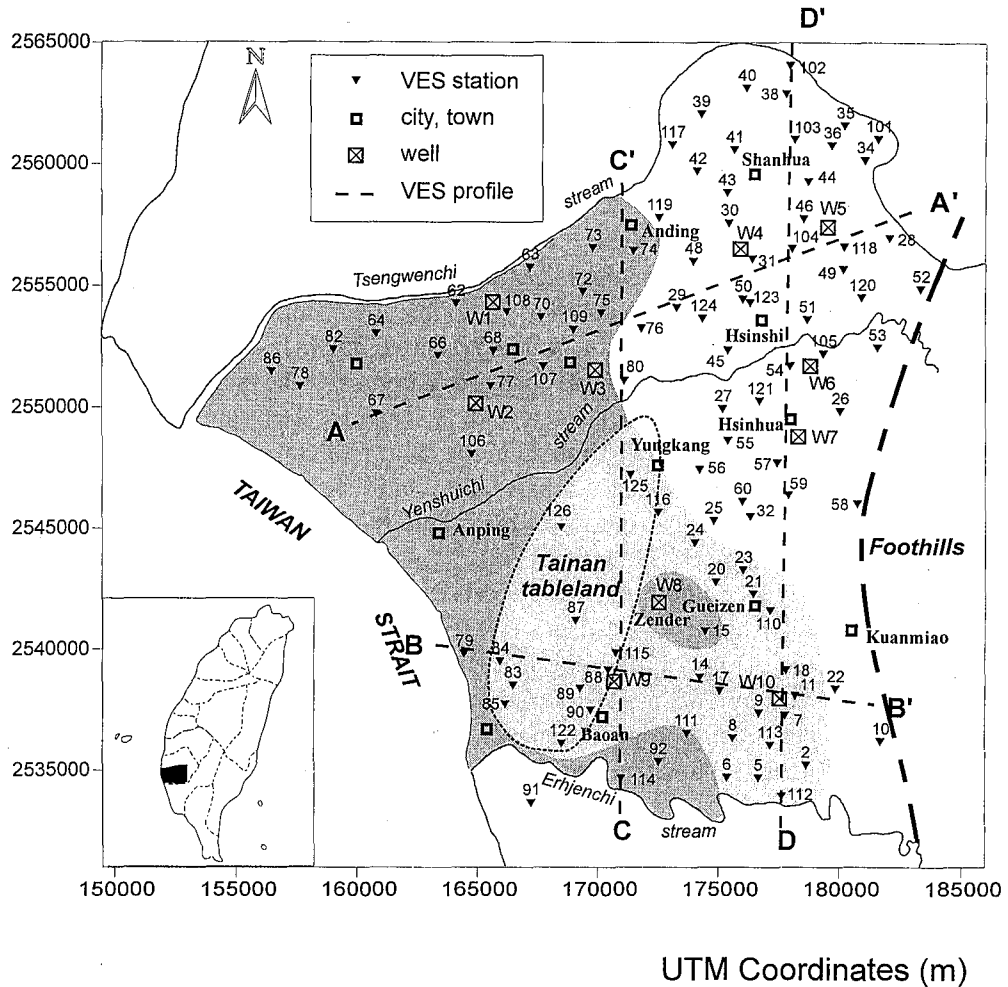 D'
2565000
N
VES station
city, town
well
VES profile
102
40
38
39
103
35
101
117
41
36
34
2560000
42
Shanhua
C'
43
44
stream
119
30
46
W5
A'
Anding
W4
73
74
48
31
104
118
28
63
2555000
Tsengwenchi
72
49
62
108
70
75
50
123
120
52
W1
109
29
124
64
76
Hsinshi
51
82
68
53
66
45
105
86
107
54
W6
78
77
W3
80
121
2550000
67
W2
27
26
A
stream
Hsinhua
W7
106
Yungkang
55
56
57
125
59
Yenshuichi
116
60
58
TAIWAN
126
25
32
2545000
Anping
24
Foothills
Tainan
tableland
23
W8
20
21
87
Gueizen
Zender
110
15
Kuanmiao
STRAIT
B
79
2540000
84
115
14
18
83
88
W9
17
W10
11
22
89
9
B'
85
90
7
10
Baoan
111
8
113
122
92
2
6
5
2535000
Erhjenchi
114
91
112
stream
C
D
150000
155000
160000
165000
170000
175000
180000
185000
UTM Coordinates (m)